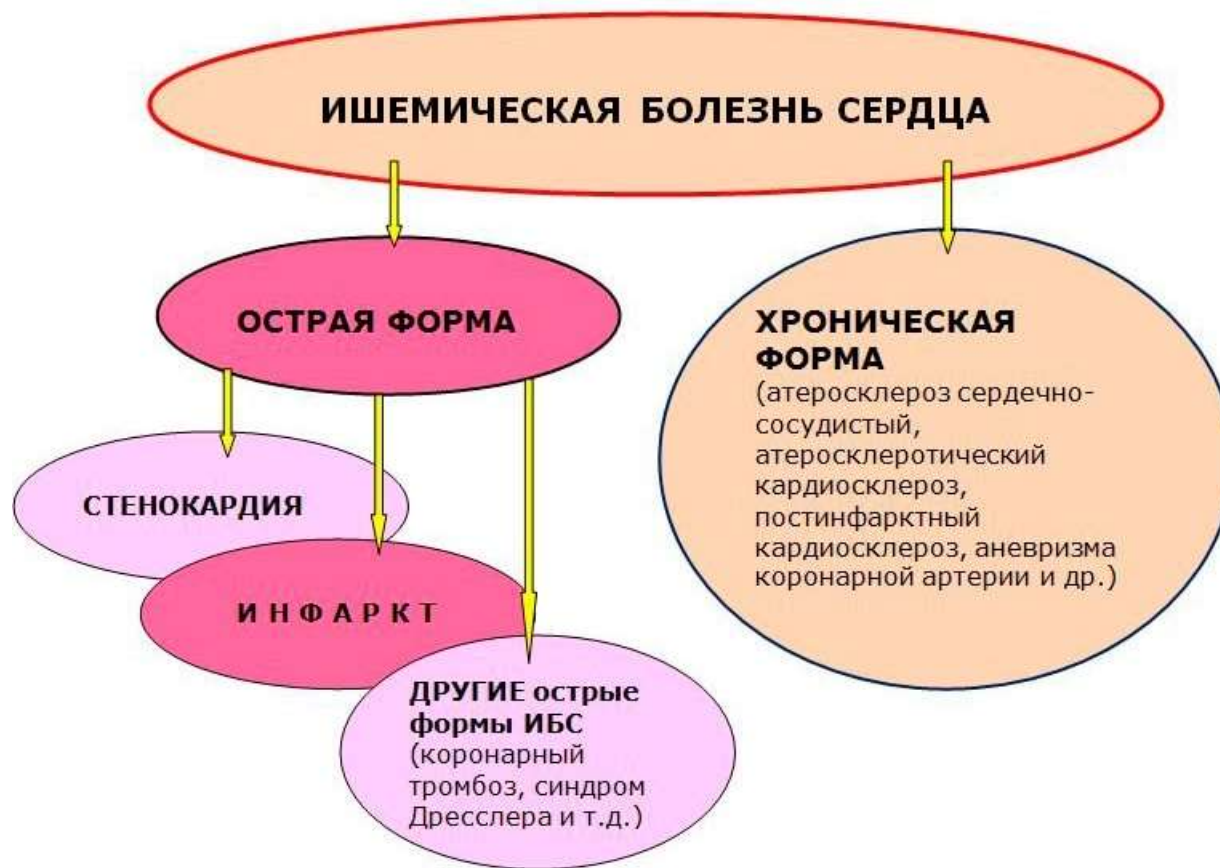 ИШЕМИЧЕСКАЯ БОЛЕЗНЬ СЕРДЦА
ОСТРАЯ ФОРМА
СТЕНОКАРДИЯ
И Н Ф А Р К Т
ДРУГИЕ острые
формы ИБС
(коронарный
тромбоз, синдром
Дресслера и т.д.)
ХРОНИЧЕСКАЯ
ФОРМА
(атеросклероз сердечно-
сосудистый,
атеросклеротический
кардиосклероз,
постинфарктный
кардиосклероз, аневризма
коронарной артерии и др.)